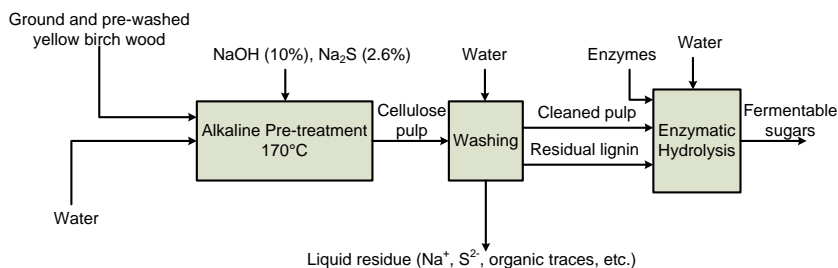 Ground and pre-washed
yellow birch wood
NaOH (10%), Na₂S (2.6%)
Water
Enzymes
Water
Alkaline Pre-treatment
170°C
Cellulose
pulp
Washing
Cleaned pulp
Residual lignin
Enzymatic
Hydrolysis
Fermentable
sugars
Water
Liquid residue (Na⁺, S²⁻, organic traces, etc.)